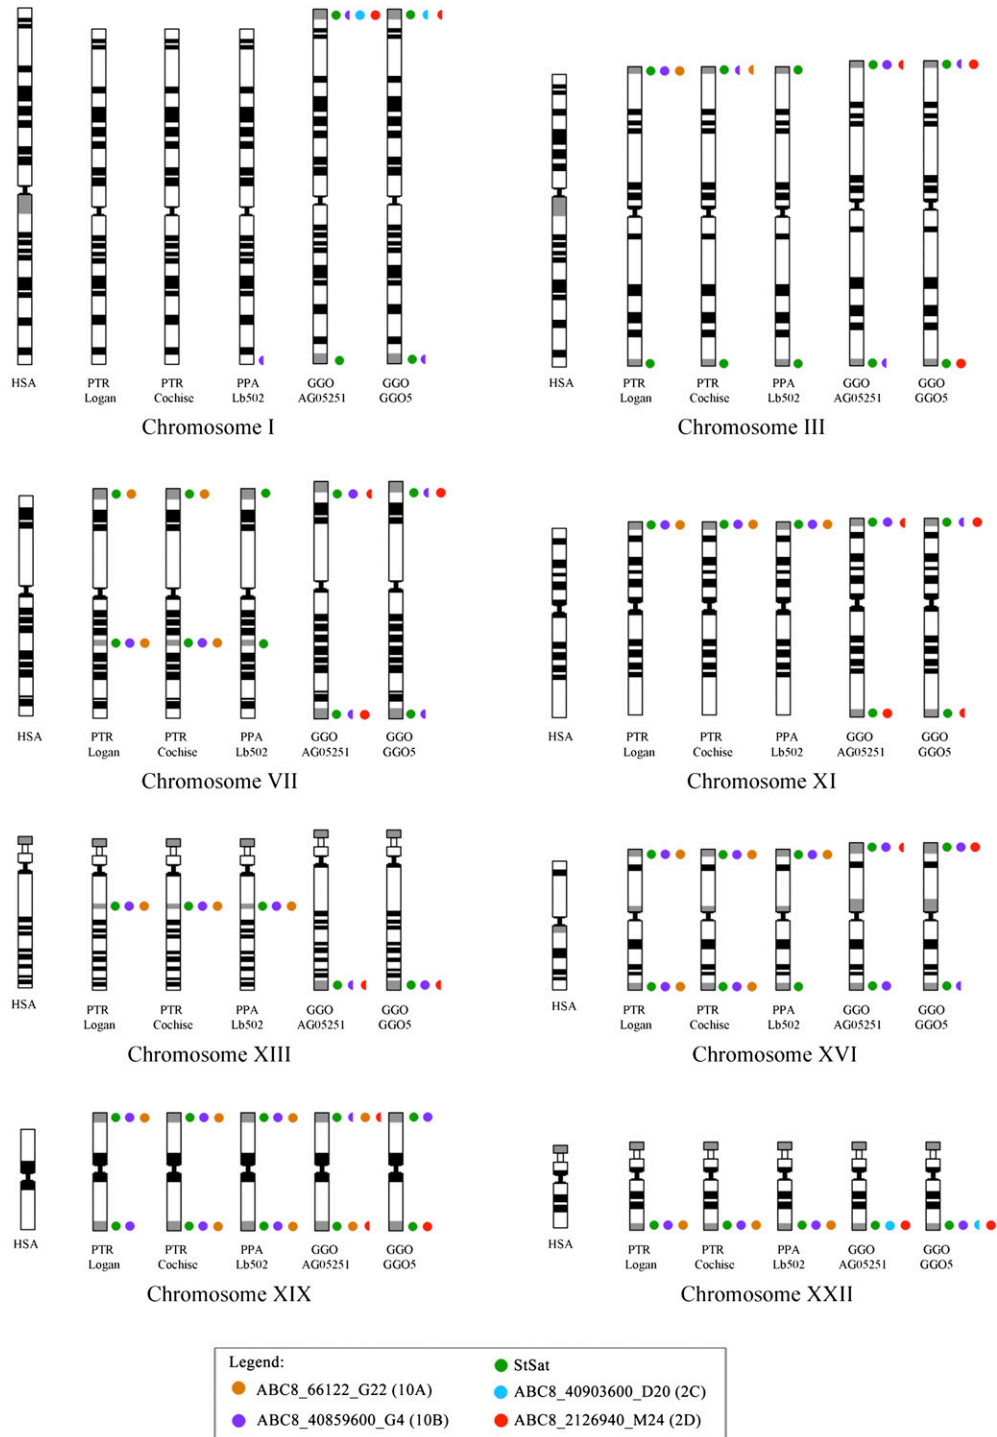 HSA
PTR
Logan
PTR
Cochise
PPA
Lb502
GGO
AG05251
GGO
GGO5
Chromosome I
HSA
PTR
Logan
PTR
Cochise
PPA
Lb502
GGO
AG05251
GGO
GGO5
Chromosome III
HSA
PTR
Logan
PTR
Cochise
PPA
Lb502
GGO
AG05251
GGO
GGO5
Chromosome VII
HSA
PTR
Logan
PTR
Cochise
PPA
Lb502
GGO
AG05251
GGO
GGO5
Chromosome XI
HSA
PTR
Logan
PTR
Cochise
PPA
Lb502
GGO
AG05251
GGO
GGO5
Chromosome XIII
HSA
PTR
Logan
PTR
Cochise
PPA
Lb502
GGO
AG05251
GGO
GGO5
Chromosome XVI
HSA
PTR
Logan
PTR
Cochise
PPA
Lb502
GGO
AG05251
GGO
GGO5
Chromosome XIX
HSA
PTR
Logan
PTR
Cochise
PPA
Lb502
GGO
AG05251
GGO
GGO5
Chromosome XXII
Legend:
ABC8_66122_G22 (10A)
ABC8_40859600_G4 (10B)
StSat
ABC8_40903600_D20 (2C)
ABC8_2126940_M24 (2D)